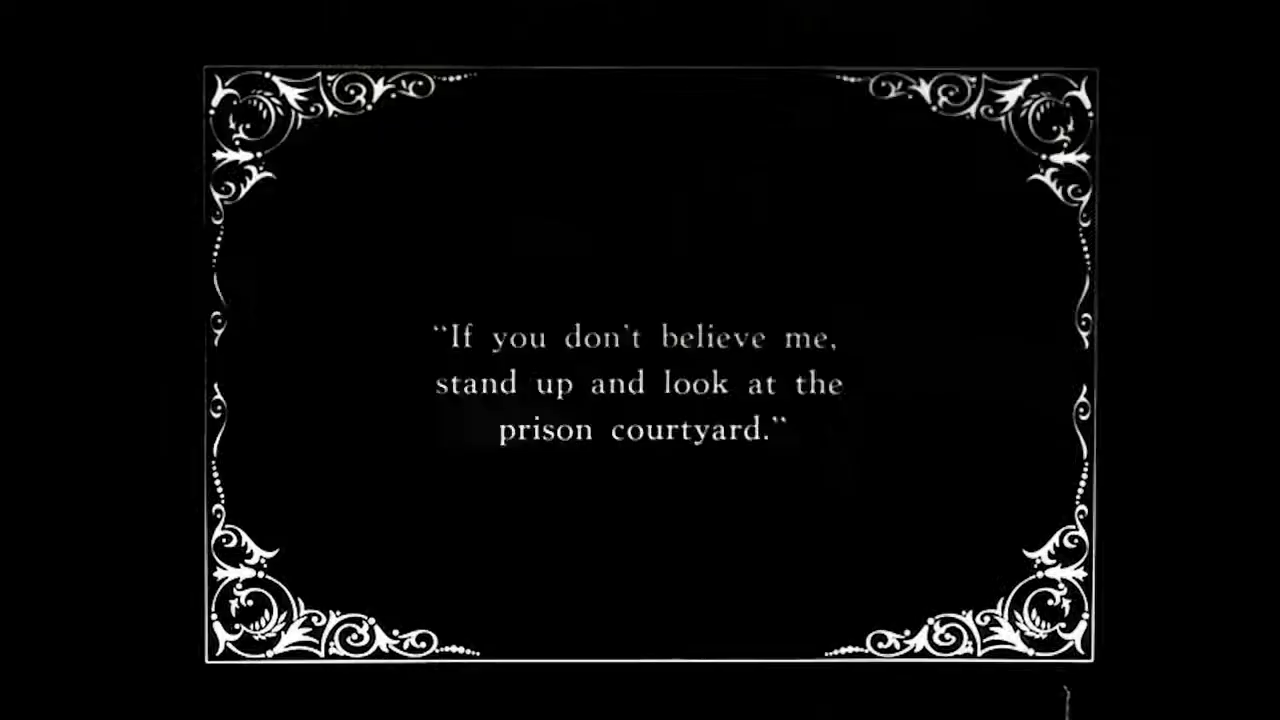 “If you don't believe me,
stand up and look at the
prison courtyard.”